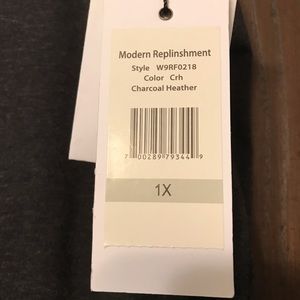 Modern Replinshment
Style W9RF0218
Color Crh
Charcoal Heather
7 00289 79344 9
1X